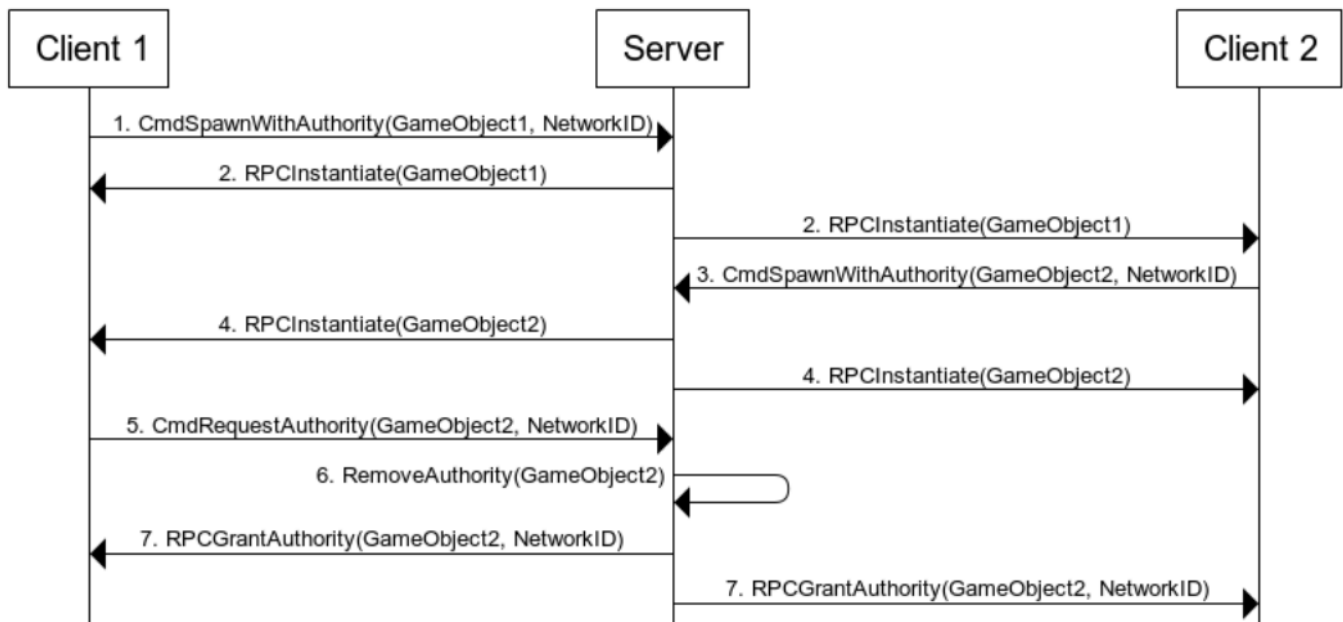 Client 1
Server
Client 2
1. CmdSpawnWithAuthority(GameObject1, NetworkID)
2. RPCInstantiate(GameObject1)
2. RPCInstantiate(GameObject1)
3. CmdSpawnWithAuthority(GameObject2, NetworkID)
4. RPCInstantiate(GameObject2)
4. RPCInstantiate(GameObject2)
5. CmdRequestAuthority(GameObject2, NetworkID)
6. RemoveAuthority(GameObject2)
7. RPCGrantAuthority(GameObject2, NetworkID)
7. RPCGrantAuthority(GameObject2, NetworkID)